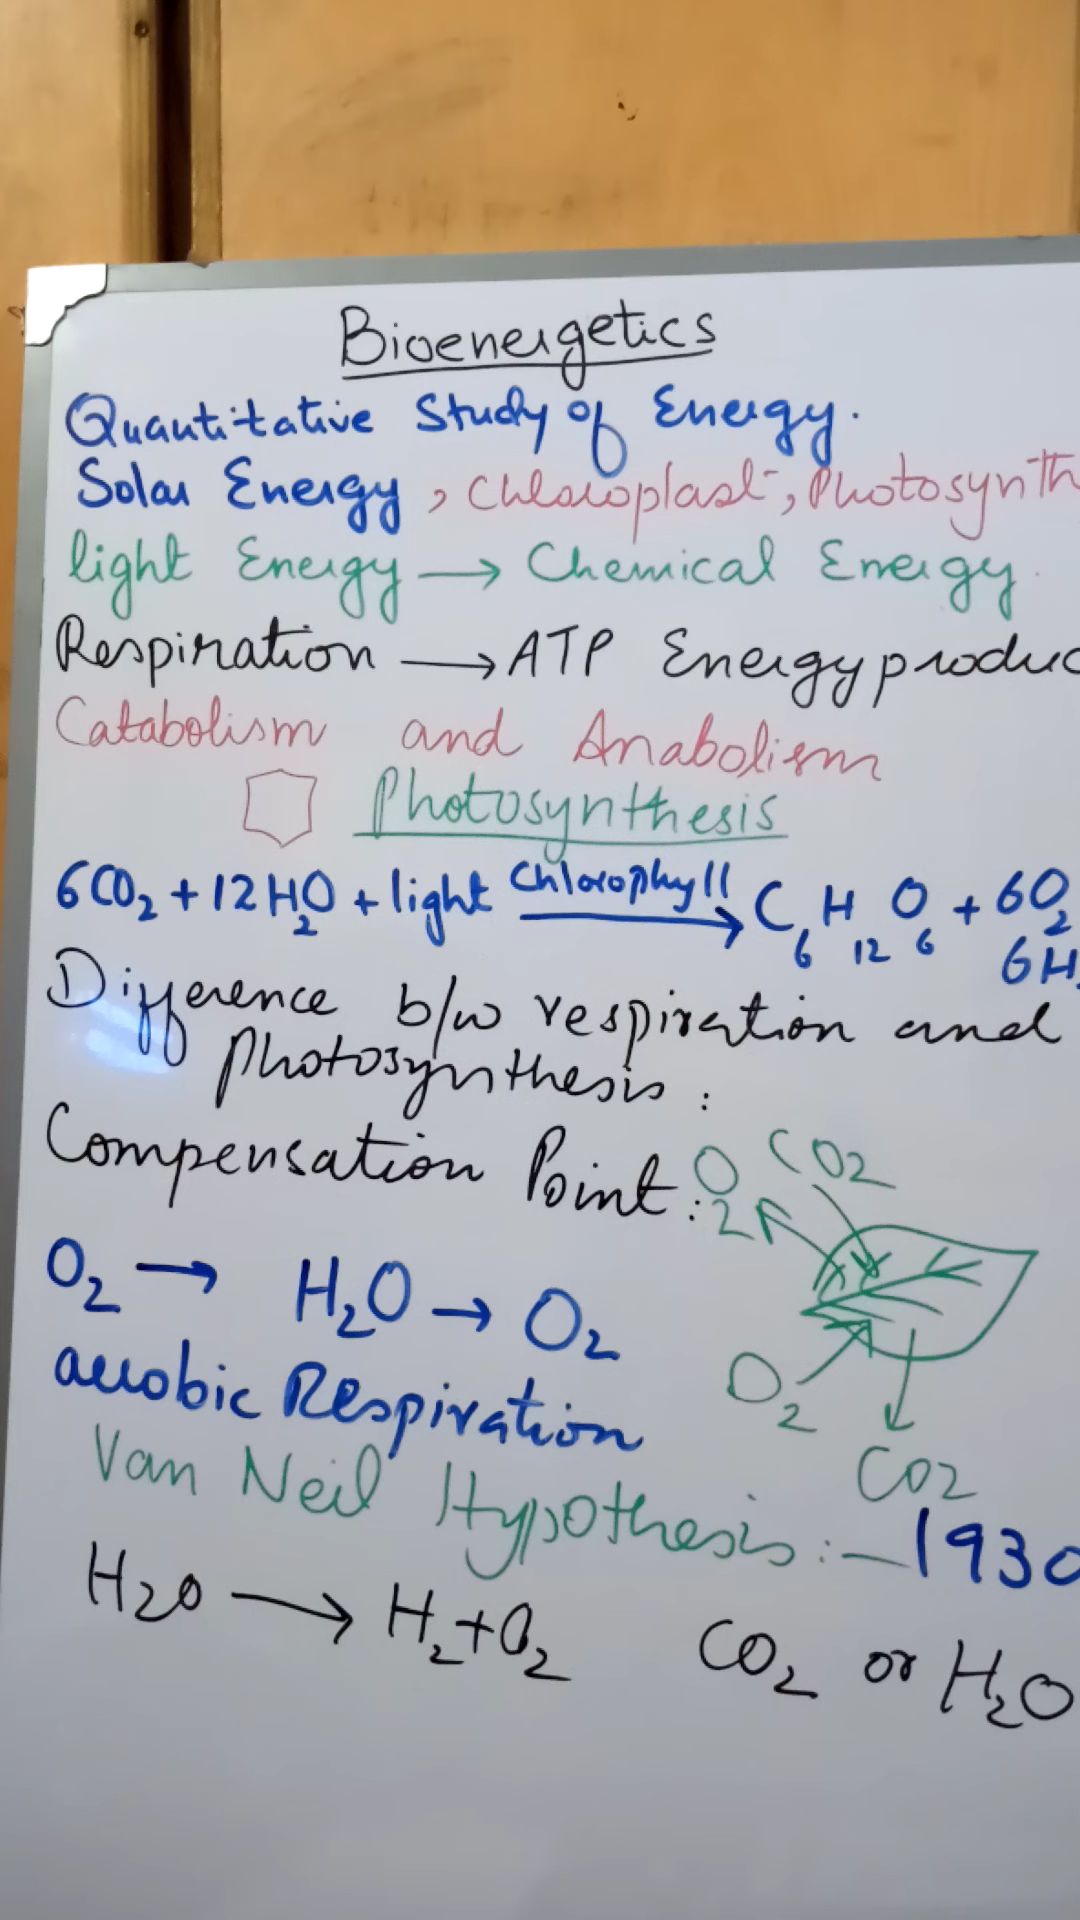 Bioenergetics
Quantitative Study of Energy.
Solar Energy, Chloroplast, Photosynth
light Energy → Chemical Energy.
Respiration → ATP Energy produc
Catabolism and Anabolism
Photosynthesis
6CO₂ + 12H₂O + light Chlorophyll → C₆H₁₂O₆ + 6O₂
6H
Difference b/w respiration and
Photosynthesis :
Compensation Point :
O₂ CO2
O₂ → H₂O → O₂
O₂
aerobic Respiration
CO2
Van Neil Hypothesis :- 1930
H2O → H₂+O₂ CO₂ or H₂O